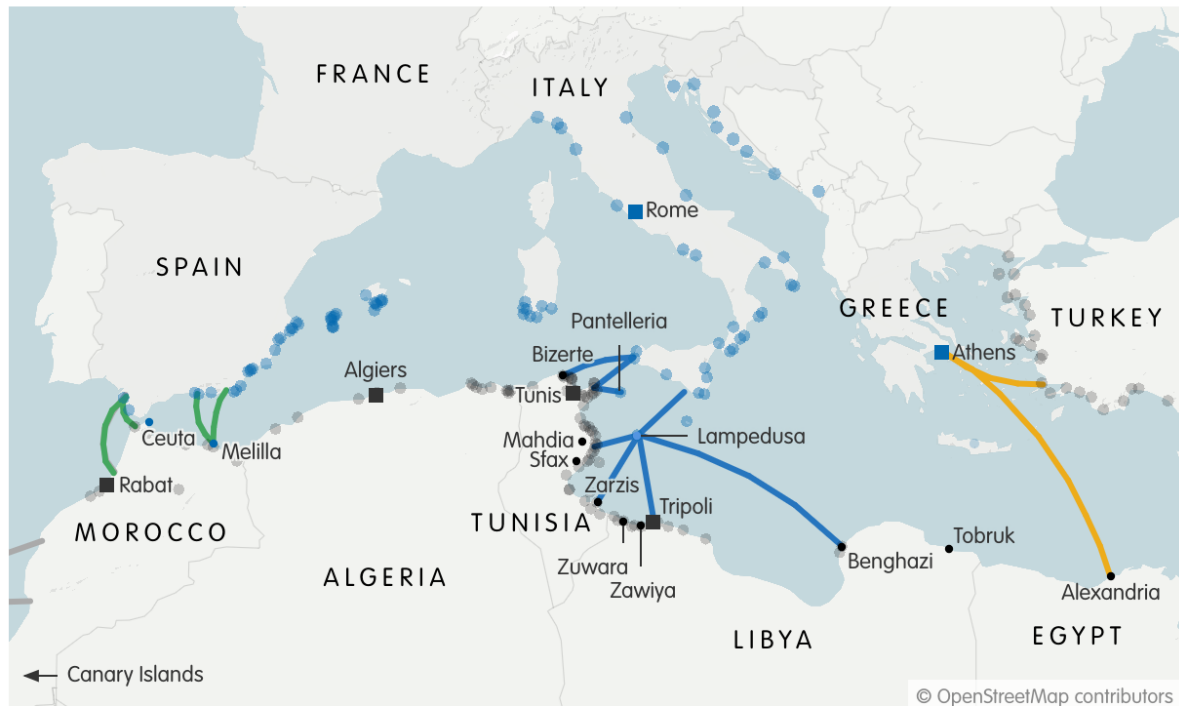 FRANCE
ITALY
Rome
SPAIN
GREECE
TURKEY
Pantelleria
Bizerte
Athens
Algiers
Tunis
Ceuta
Melilla
Mahdia
Lampedusa
Sfax
Rabat
Zarzis
Tripoli
MOROCCO
TUNISIA
Tobruk
Benghazi
Zuwara
ALGERIA
Zawiya
Alexandria
LIBYA
EGYPT
Canary Islands
© OpenStreetMap contributors